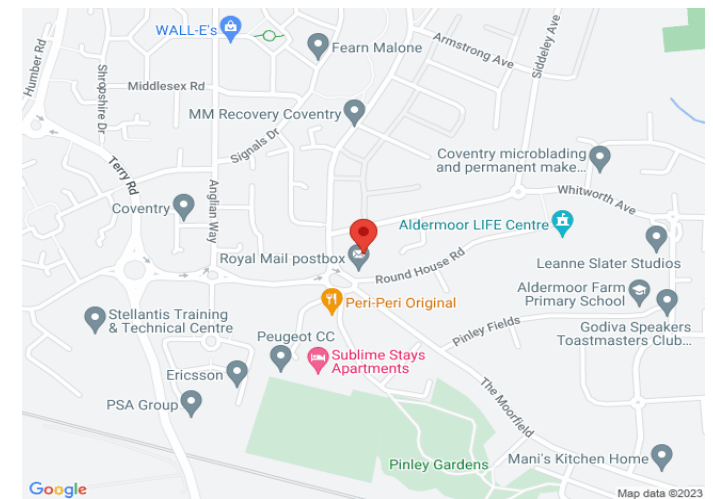 WALL-E's
Fearn Malone
Armstrong Ave
Siddeley Ave
Humber Rd
Shropshire Dr
Middlesex Rd
MM Recovery Coventry
Signals Dr
Terry Rd
Anglian Way
Coventry microblading
and permanent make...
Whitworth Ave
Coventry
Aldermoor LIFE Centre
Royal Mail postbox
Round House Rd
Leanne Slater Studios
Peri-Peri Original
Aldermoor Farm
Primary School
Stellantis Training
& Technical Centre
Peugeot CC
Pinley Fields
Godiva Speakers
Toastmasters Club...
Sublime Stays
Apartments
Ericsson
PSA Group
The Moorfield
Pinley Gardens
Mani's Kitchen Home
Google
Map data ©2023